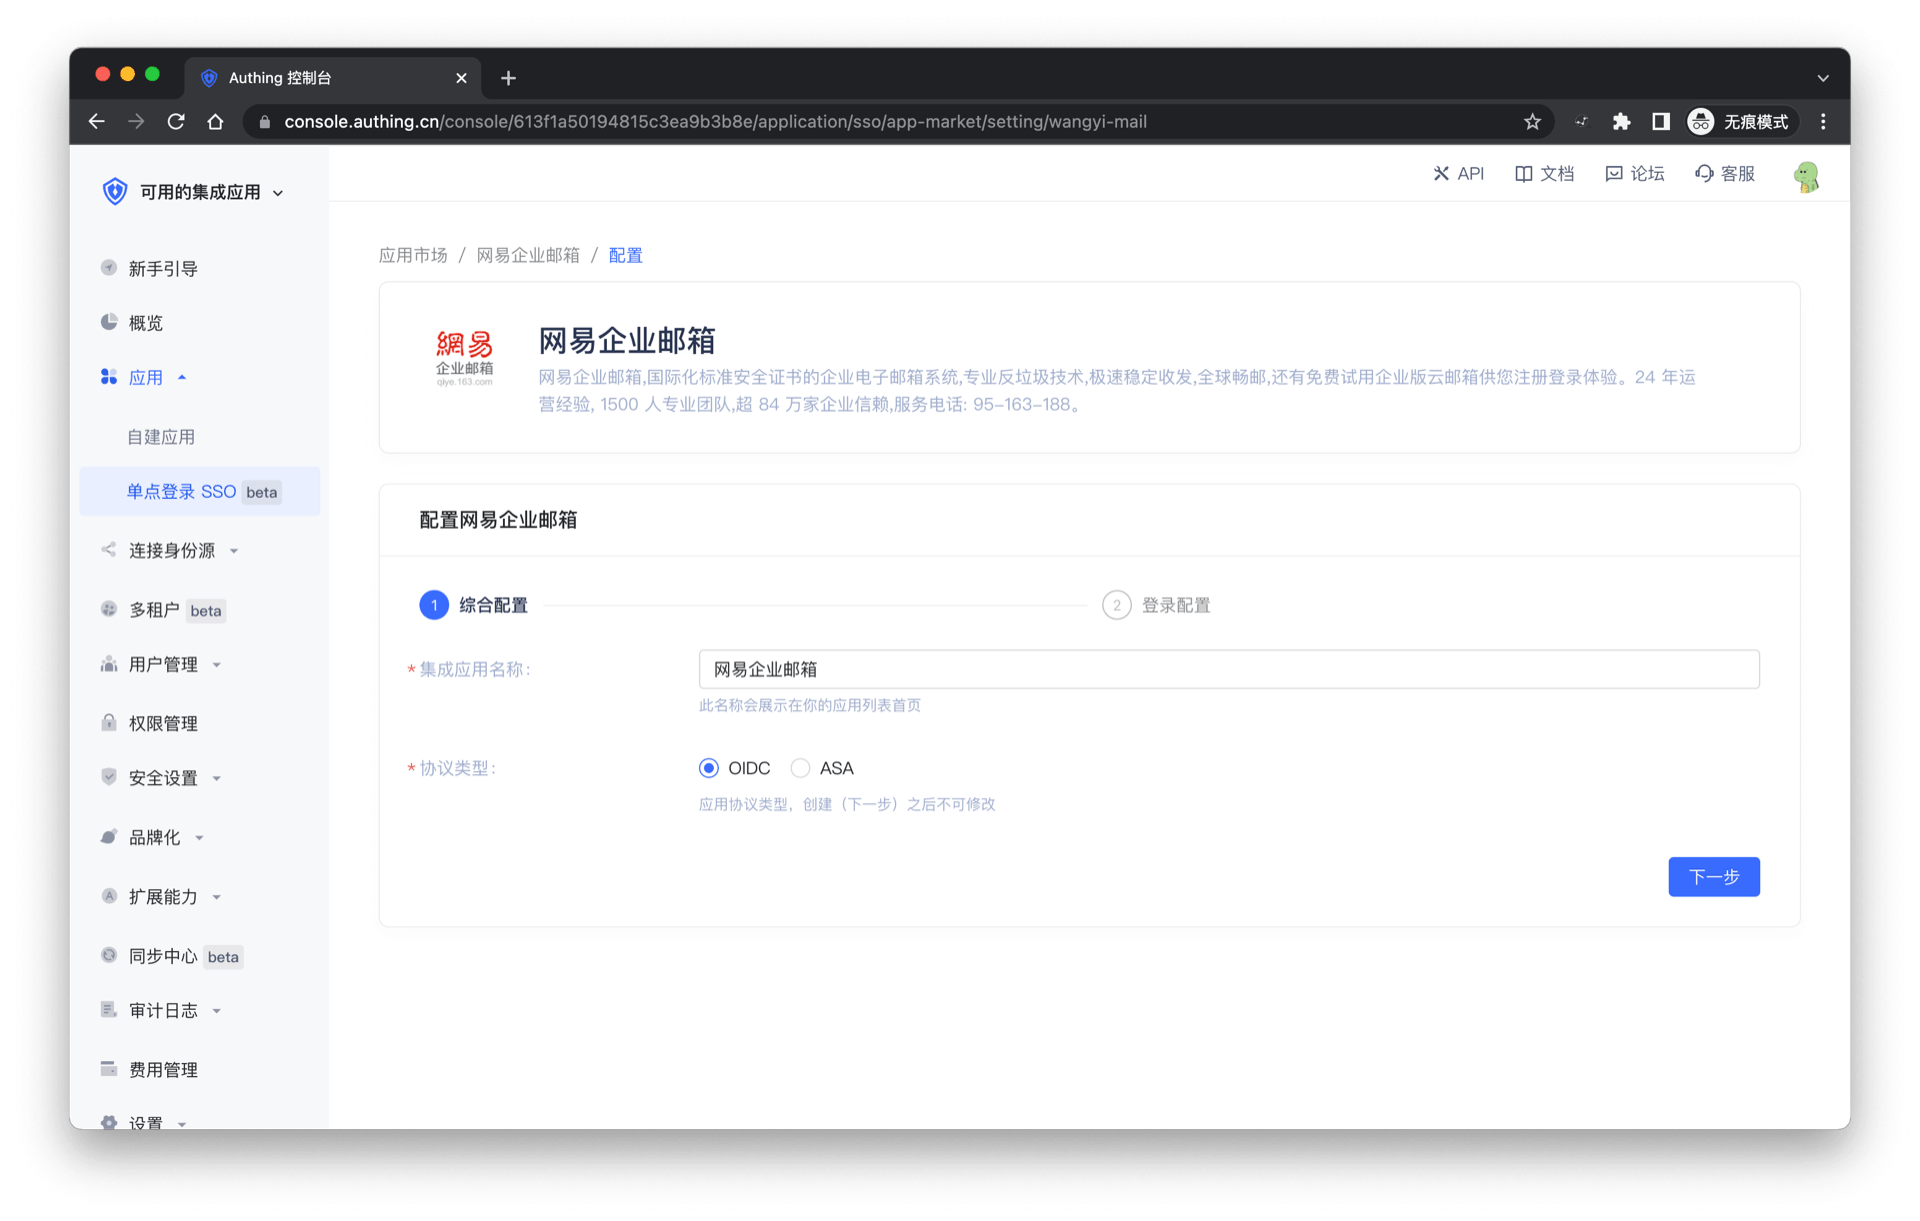 Authing 控制台
console.authing.cn/console/613f1a50194815c3ea9b3b8e/application/sso/app-market/setting/wangyi-mail
无痕模式
可用的集成应用
API
文档
论坛
客服
新手引导
概览
应用
自建应用
单点登录 SSO beta
连接身份源
多租户 beta
用户管理
权限管理
安全设置
品牌化
扩展能力
同步中心 beta
审计日志
费用管理
设置
应用市场 / 网易企业邮箱 / 配置
網易
企业邮箱
qiye.163.com
网易企业邮箱
网易企业邮箱,国际化标准安全证书的企业电子邮箱系统,专业反垃圾技术,极速稳定收发,全球畅邮,还有免费试用企业版云邮箱供您注册登录体验。24 年运
营经验, 1500 人专业团队,超 84 万家企业信赖,服务电话: 95-163-188。
配置网易企业邮箱
1 综合配置
2 登录配置
* 集成应用名称:
网易企业邮箱
此名称会展示在你的应用列表首页
* 协议类型:
OIDC
ASA
应用协议类型，创建（下一步）之后不可修改
下一步